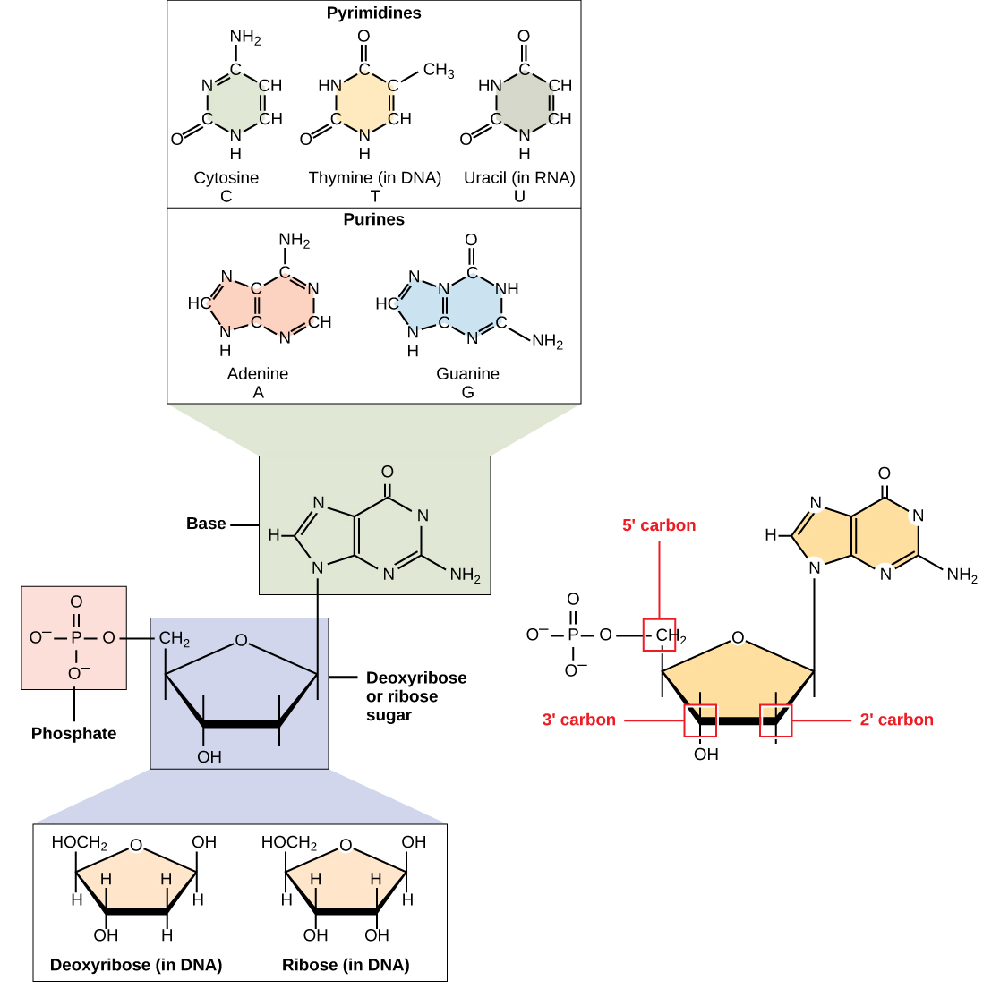 Pyrimidines
NH₂
C
N
CH
C
CH
O
N
H
Cytosine
C
O
C
CH₃
HN
C
C
CH
O
N
H
Thymine (in DNA)
T
O
C
HN
CH
C
CH
O
N
H
Uracil (in RNA)
U
Purines
NH₂
C
N
C
N
HC
C
CH
N
N
H
Adenine
A
O
C
N
N
NH
HC
C
C
N
N
NH₂
H
Guanine
G
Base
O
N
N
H
N
N
NH₂
O
O⁻
P
O
O⁻
Phosphate
CH₂
O
OH
Deoxyribose
or ribose
sugar
5' carbon
O
N
N
H
N
N
NH₂
O
O⁻
P
O
CH₂
O
O⁻
3' carbon
2' carbon
OH
HOCH₂
O
OH
H
H
H
H
OH
H
Deoxyribose (in DNA)
HOCH₂
O
OH
H
H
H
H
OH
OH
Ribose (in DNA)